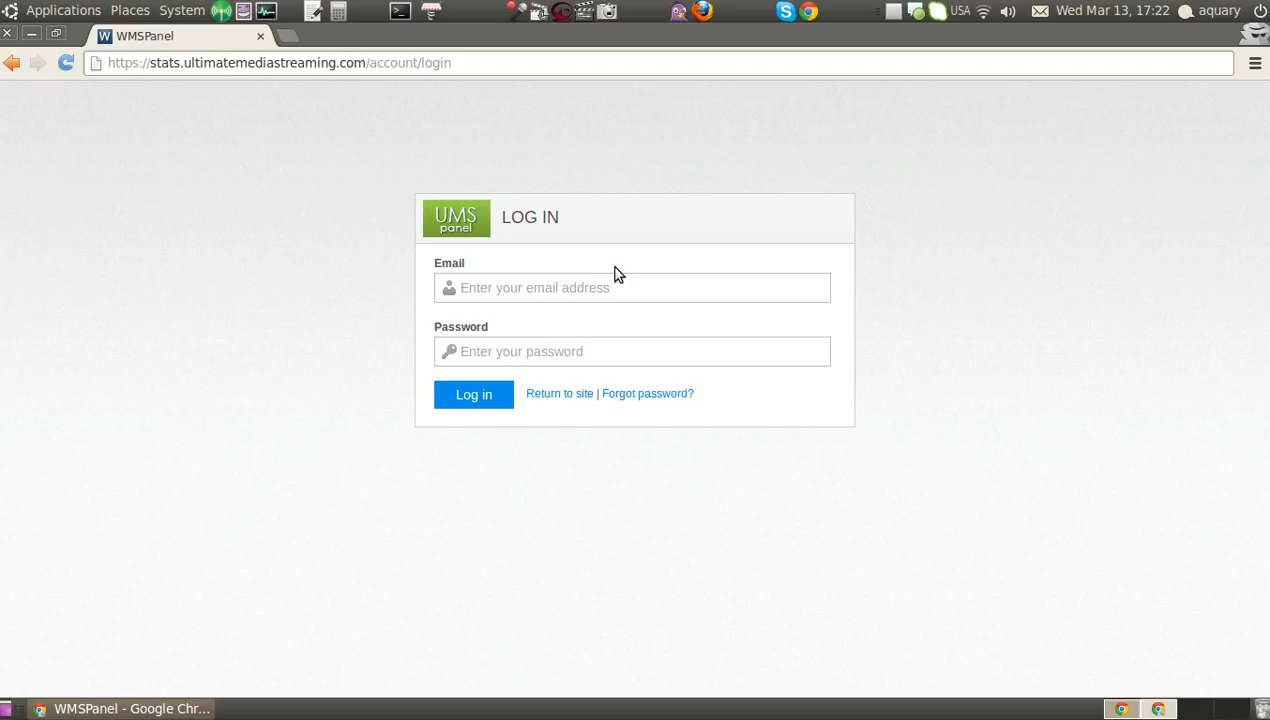 Applications Places System USA Wed Mar 13, 17:22 aquary
WMSPanel
https://stats.ultimatemediastreaming.com/account/login
UMS
panel
LOG IN
Email
Enter your email address
Password
Enter your password
Log in Return to site | Forgot password?
WMSPanel - Google Chr...